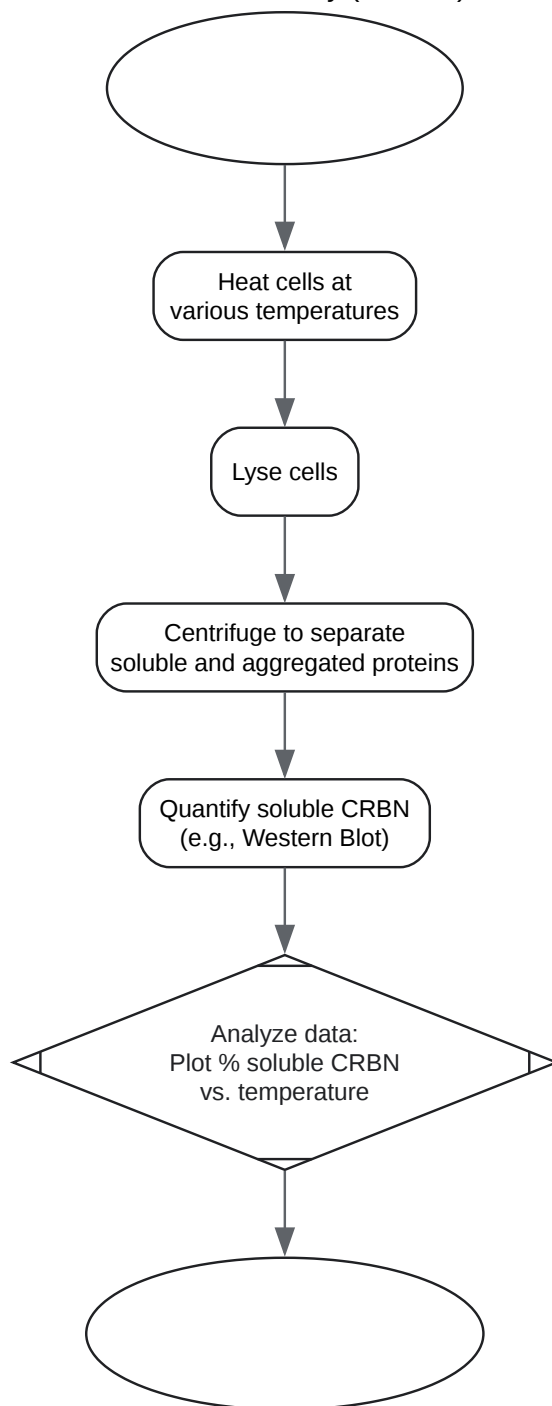 Heat cells at
various temperatures
Lyse cells
Centrifuge to separate
soluble and aggregated proteins
Quantify soluble CRBN
(e.g., Western Blot)
Analyze data:
Plot % soluble CRBN
vs. temperature